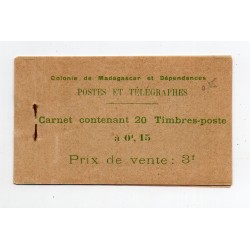 Colonie de Madagascar et Dépendances
POSTES ET TÉLÉGRAPHES
Carnet contenant 20 Timbres-poste
à 0ᶠ, 15
Prix de vente : 3ᶠ